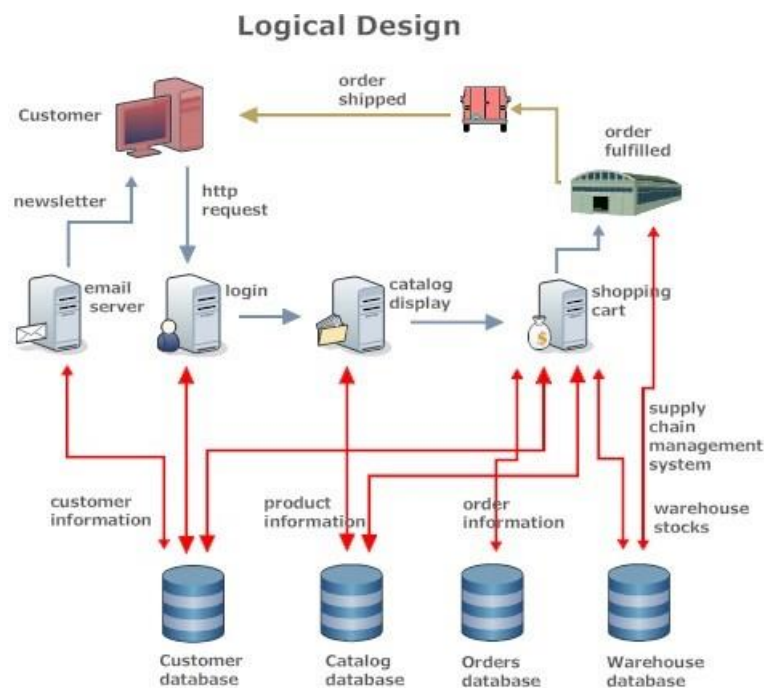 Logical Design
order
shipped
Customer
order
fulfilled
newsletter
http
request
email
server
login
catalog
display
shopping
cart
$
supply
chain
management
system
customer
information
product
information
order
information
warehouse
stocks
Customer
database
Catalog
database
Orders
database
Warehouse
database